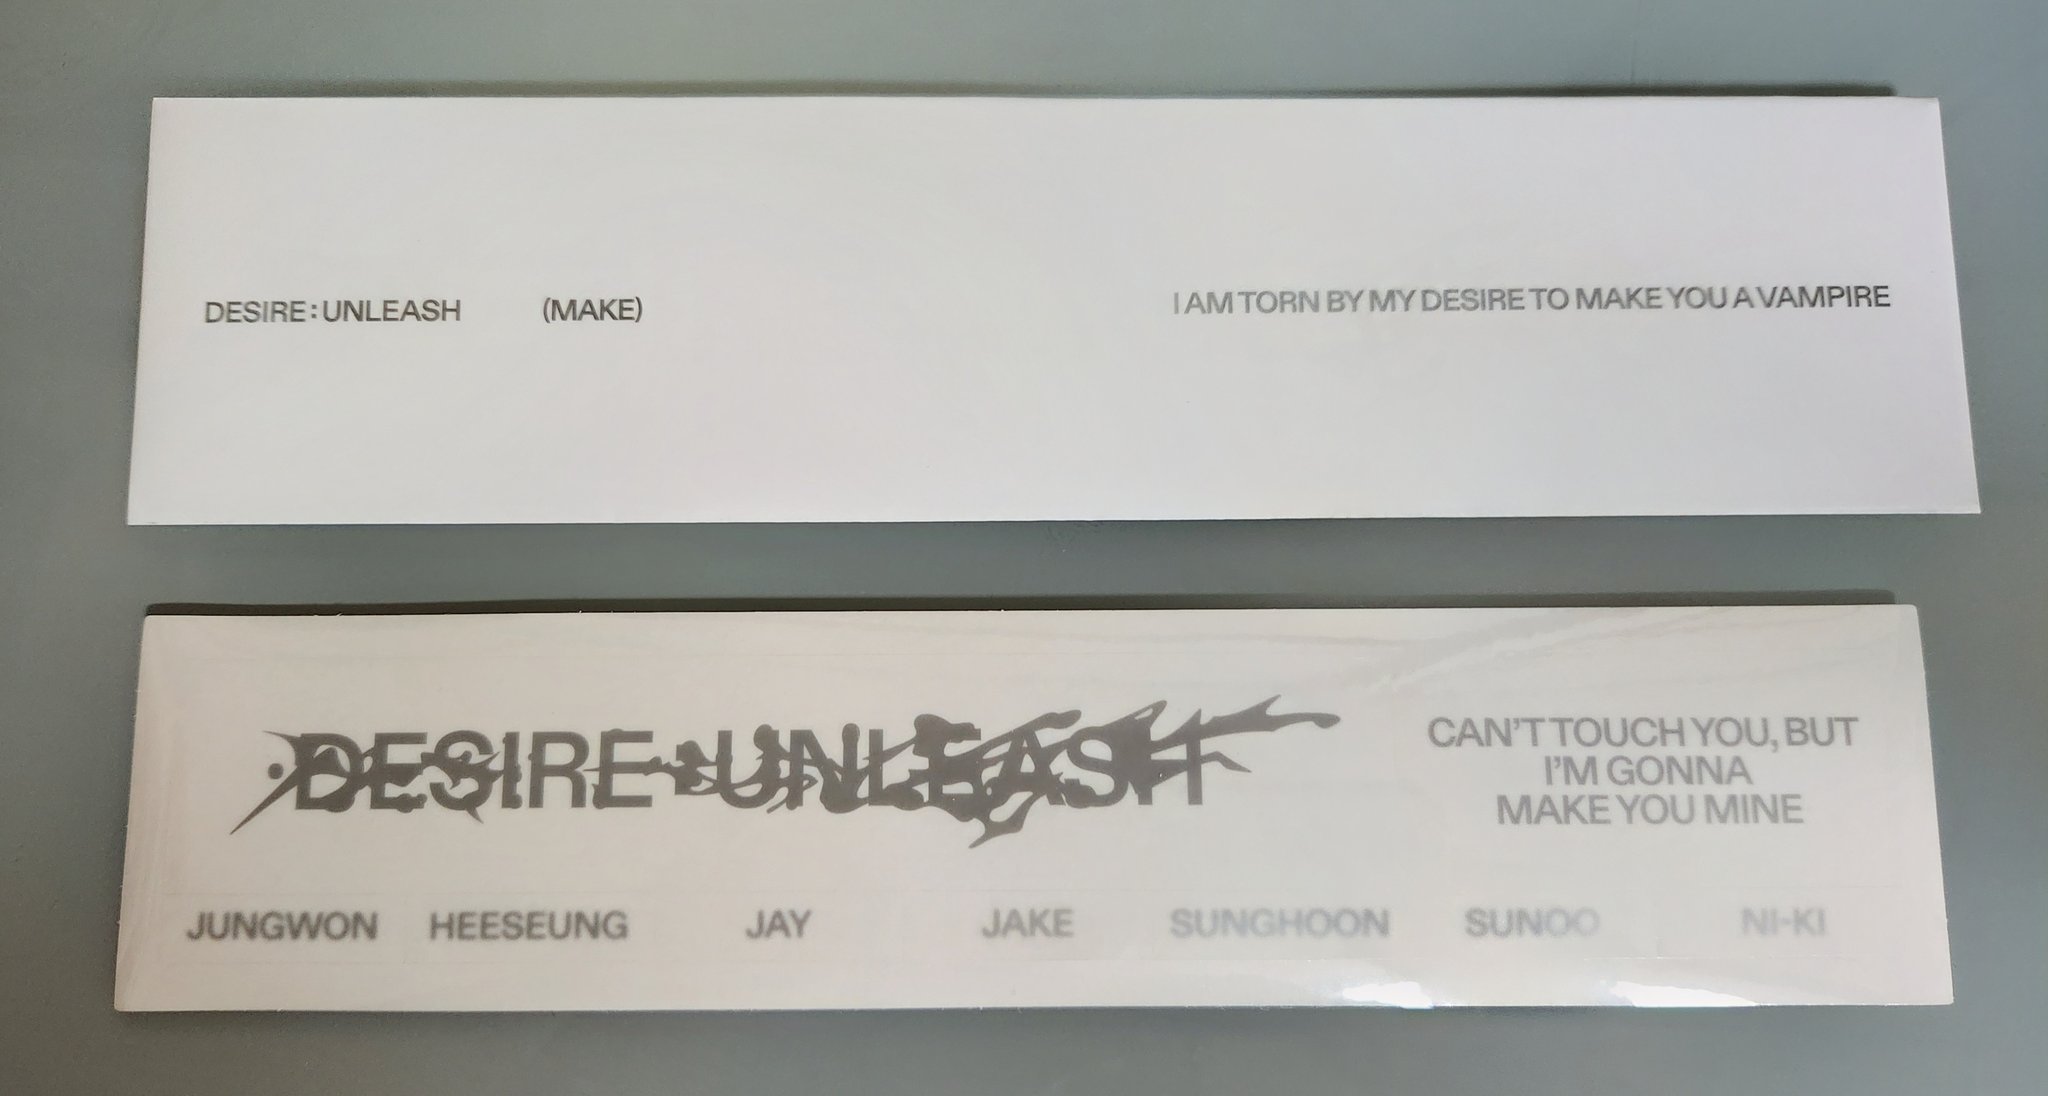 DESIRE : UNLEASH (MAKE) I AM TORN BY MY DESIRE TO MAKE YOU A VAMPIRE
DESIRE : UNLEASH
CAN'T TOUCH YOU, BUT
I'M GONNA
MAKE YOU MINE
JUNGWON HEESEUNG JAY JAKE SUNGHOON SUNOO NI-KI